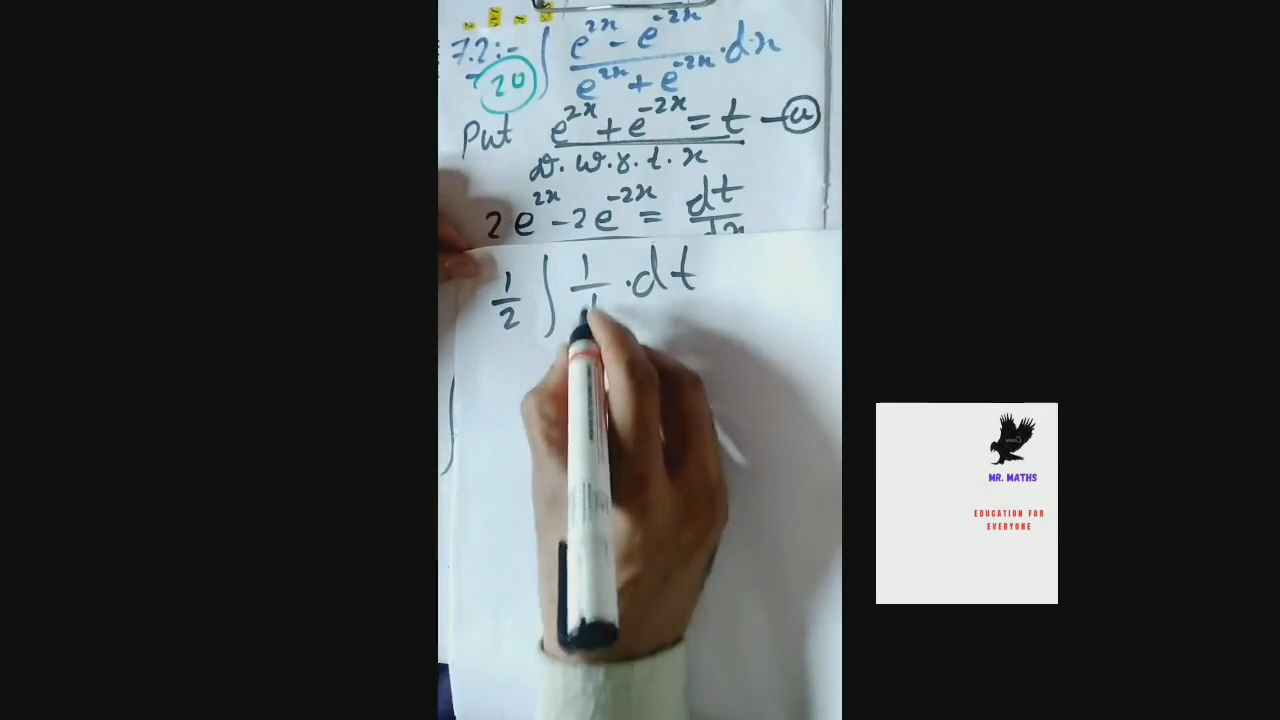 7.2:- ∫ (e^{2x} - e^{-2x})/(e^{2x} + e^{-2x}) · dx
20
Put e^{2x} + e^{-2x} = t —ⓐ
D. w. r. t. x
2e^{2x} - 2e^{-2x} = dt/dx
1/2 ∫ 1/ · dt
MR. MATHS
EDUCATION FOR
EVERYONE